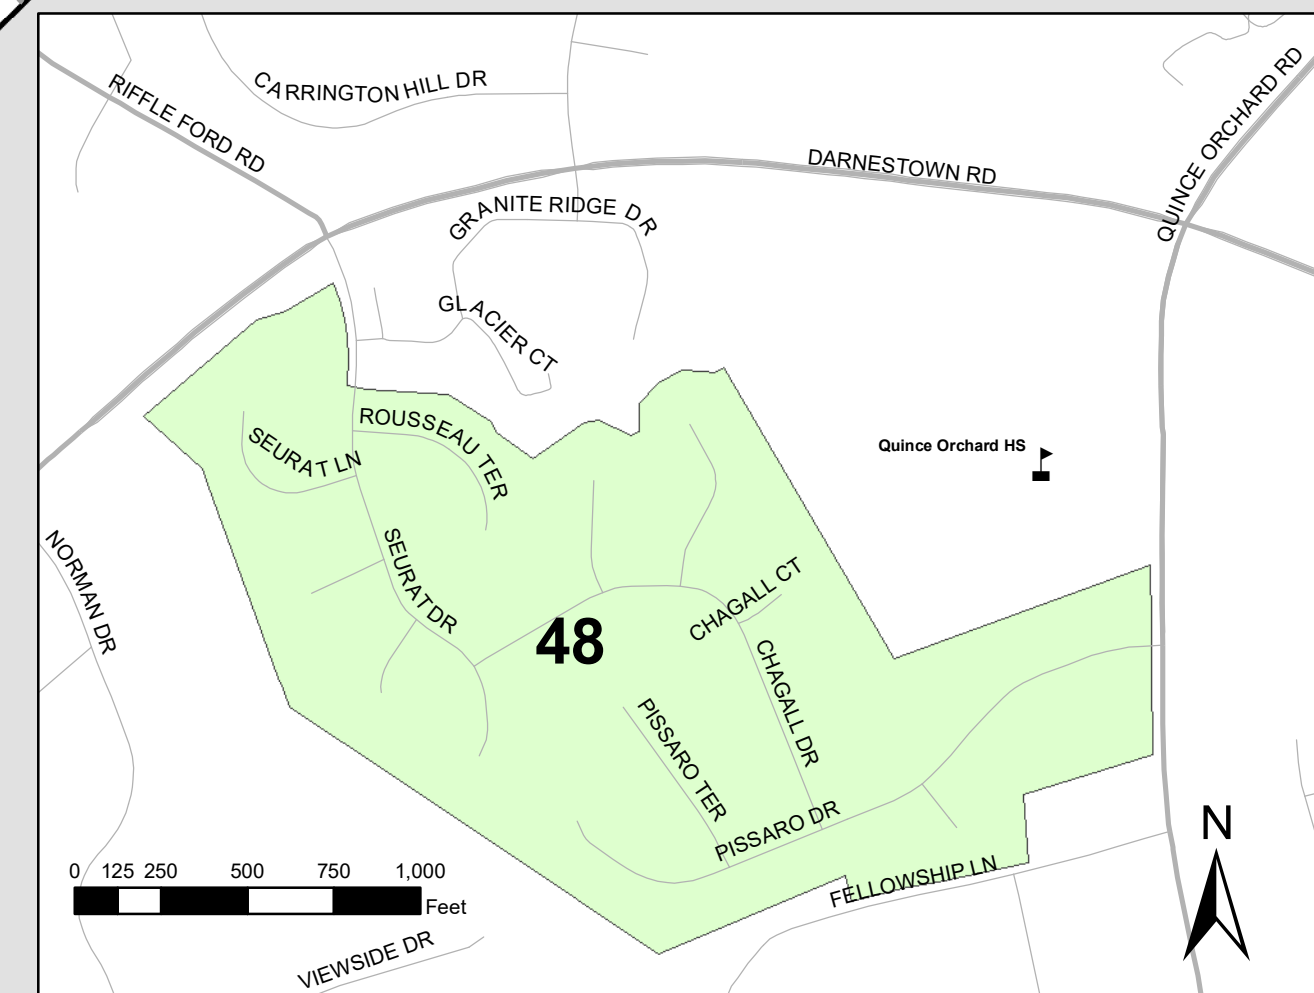 CARRINGTON HILL DR
RIFFLE FORD RD
QUINCE ORCHARD RD
DARNESTOWN RD
GRANITE RIDGE DR
GLACIER CT
ROUSSEAU TER
SEURAT LN
Quince Orchard HS
NORMAN DR
SEURAT DR
CHAGALL CT
48
CHAGALL DR
PISSARO TER
PISSARO DR
FELLOWSHIP LN
N
0 125 250 500 750 1,000
Feet
VIEWSIDE DR